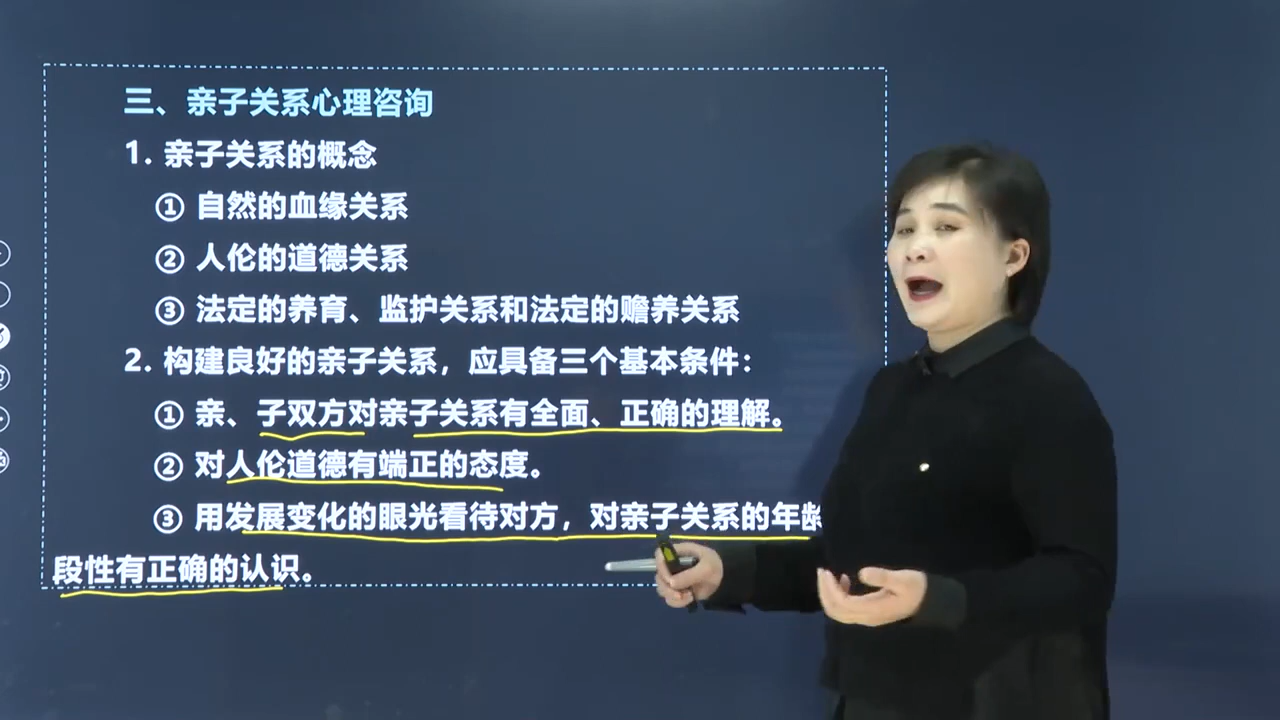 三、亲子关系心理咨询
1. 亲子关系的概念
① 自然的血缘关系
② 人伦的道德关系
③ 法定的养育、监护关系和法定的赡养关系
2. 构建良好的亲子关系，应具备三个基本条件：
① 亲、子双方对亲子关系有全面、正确的理解。
② 对人伦道德有端正的态度。
③ 用发展变化的眼光看待对方，对亲子关系的年龄
段性有正确的认识。